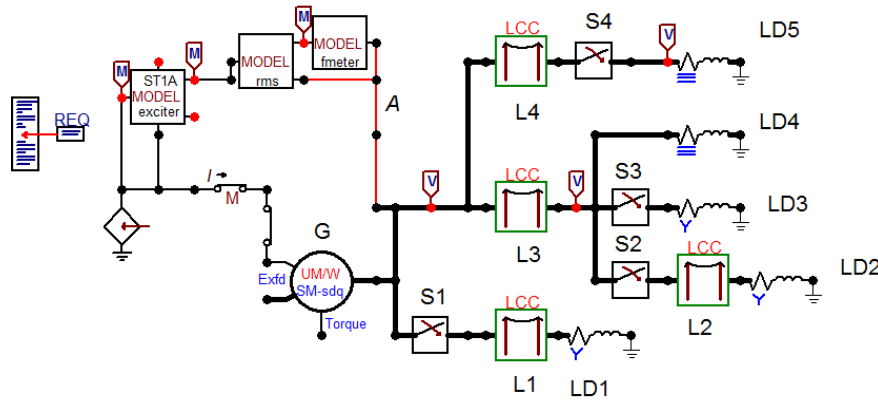 LCC
S4
V
LD5
L4
M
M
M
MODEL
fmeter
MODEL
rms
ST1A
MODEL
exciter
REQ
A
LD4
I
M
V
LCC
L3
V
S3
Y
LD3
G
UM/W
SM-sdq
Exfd
Torque
S2
LCC
L2
Y
LD2
S1
LCC
L1
Y
LD1